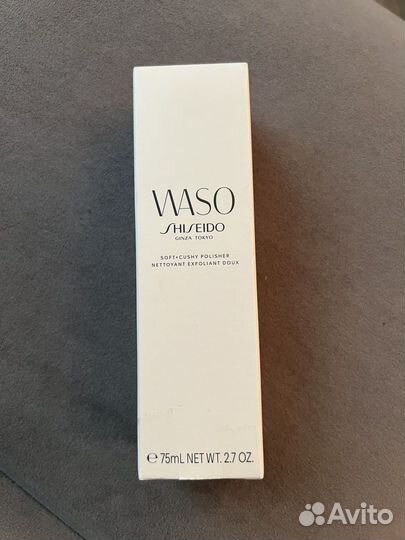 WASO
SHISEIDO
GINZA TOKYO
SOFT+CUSHY POLISHER
NETTOYANT EXFOLIANT DOUX
℮ 75mL NET WT. 2.7 OZ.
Avito